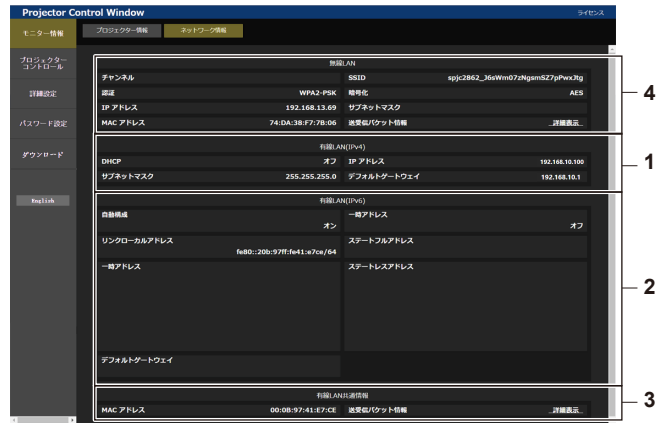 Projector Control Window ライセンス
モニター情報 プロジェクター情報 ネットワーク情報
プロジェクター
コントロール
詳細設定
パスワード設定
ダウンロード
English
無線LAN
チャンネル SSID spjc2862_J6sWm07zNgsmSZ7pPwxJtg
認証 WPA2-PSK 暗号化 AES
IP アドレス 192.168.13.69 サブネットマスク
MAC アドレス 74:DA:38:F7:7B:06 送受信パケット情報 詳細表示
4
有線LAN(IPv4)
DHCP オフ IP アドレス 192.168.10.100
サブネットマスク 255.255.255.0 デフォルトゲートウェイ 192.168.10.1
1
有線LAN(IPv6)
自動構成 オン 一時アドレス オフ
リンクローカルアドレス fe80::20b:97ff:fe41:e7ce/64 ステートフルアドレス
一時アドレス ステートレスアドレス
デフォルトゲートウェイ
2
有線LAN共通情報
MAC アドレス 00:0B:97:41:E7:CE 送受信パケット情報 詳細表示
3